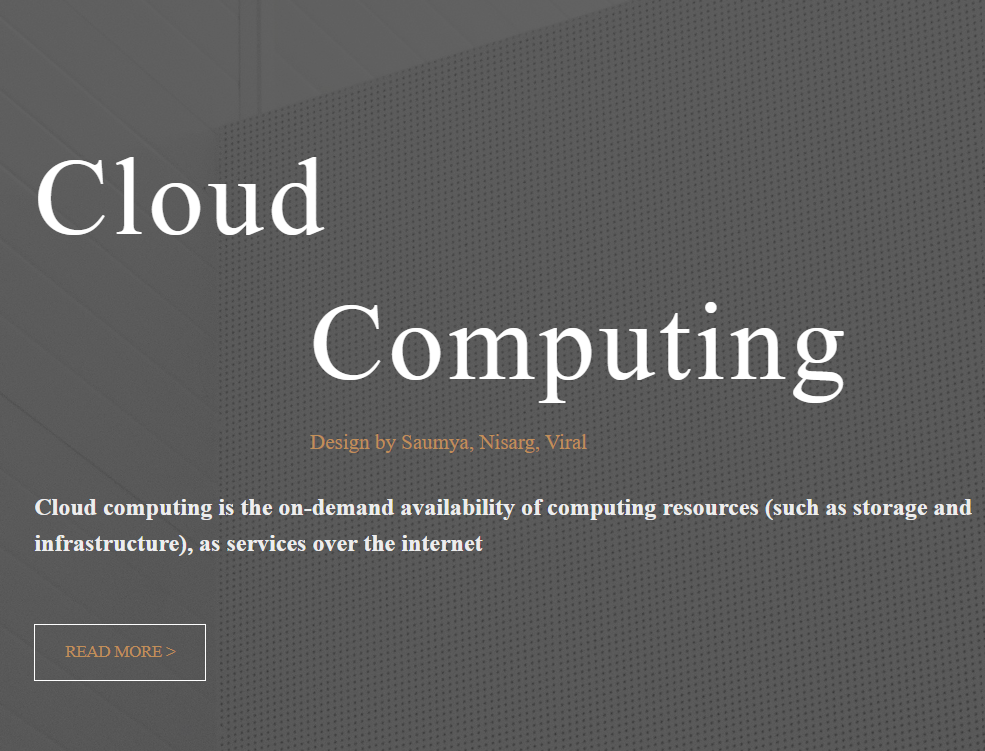 Cloud
Computing
Design by Saumya, Nisarg, Viral
Cloud computing is the on-demand availability of computing resources (such as storage and
infrastructure), as services over the internet
READ MORE >